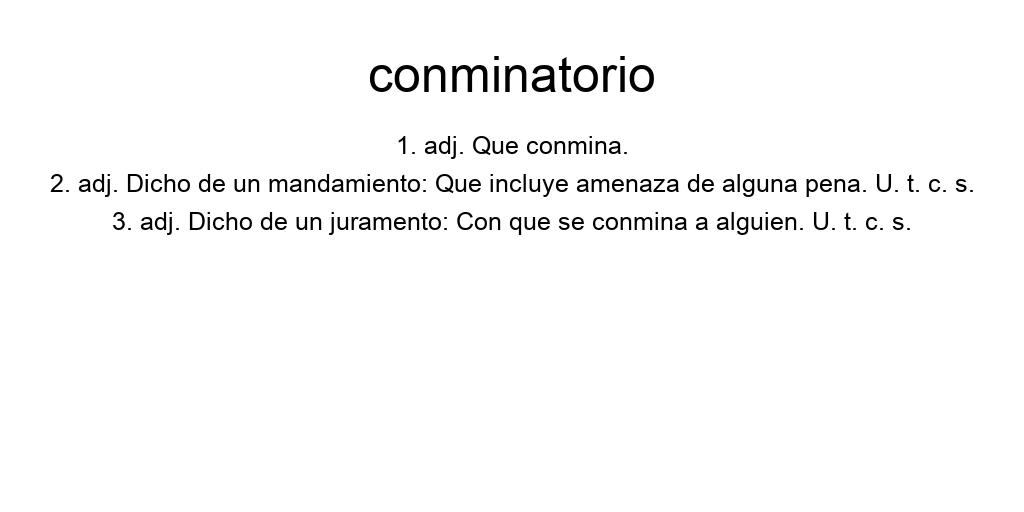 conminatorio
1. adj. Que conmina.
2. adj. Dicho de un mandamiento: Que incluye amenaza de alguna pena. U. t. c. s.
3. adj. Dicho de un juramento: Con que se conmina a alguien. U. t. c. s.